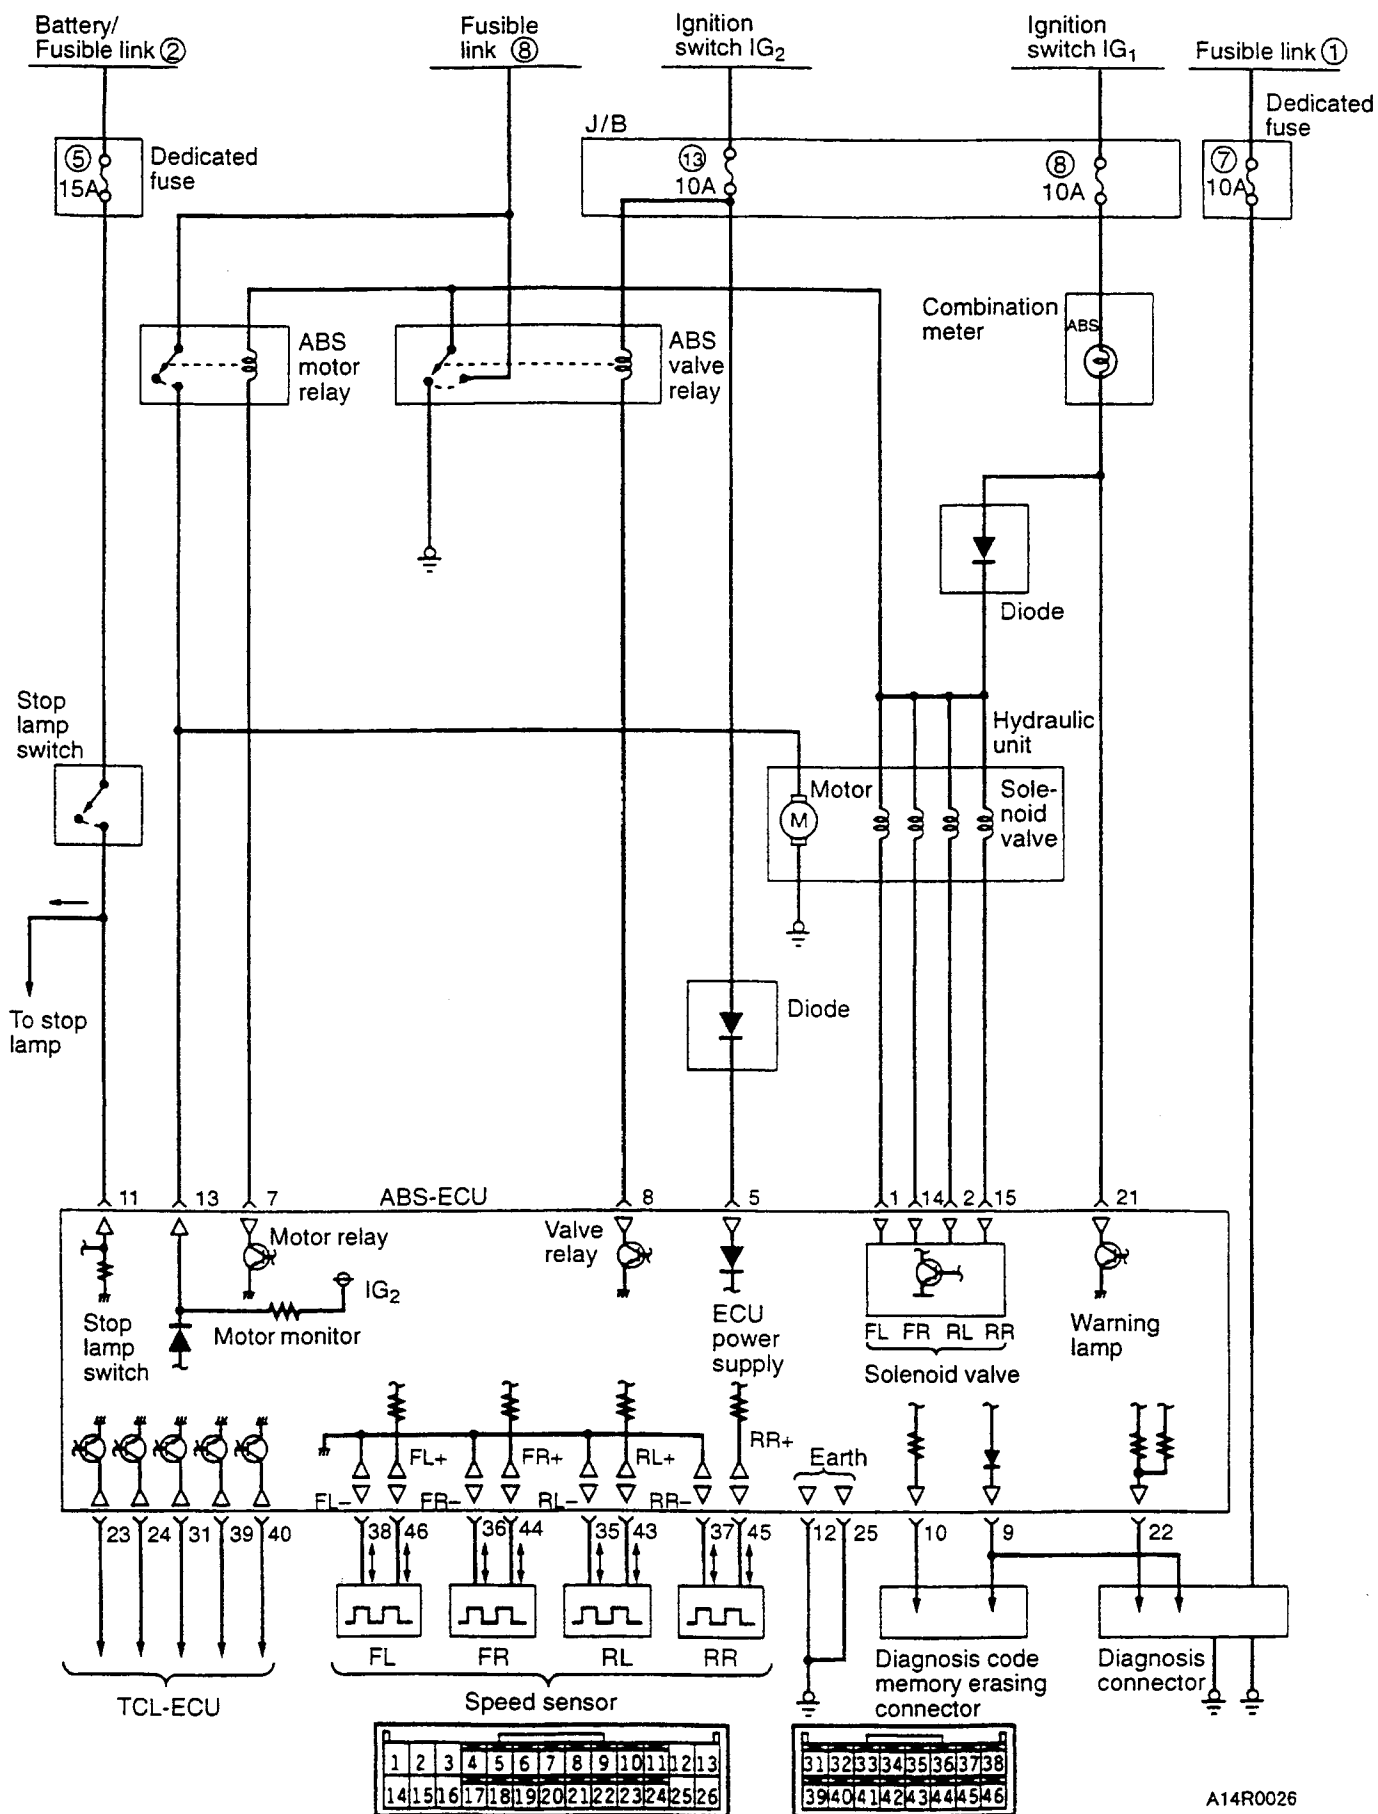 Battery/
Fusible link ②
Fusible
link ⑧
Ignition
switch IG2
Ignition
switch IG1
Fusible link ①
Dedicated
fuse
J/B
⑤
15A
Dedicated
fuse
⑬
10A
⑧
10A
⑦
10A
ABS
motor
relay
ABS
valve
relay
Combination
meter
ABS
Diode
Stop
lamp
switch
Hydraulic
unit
Motor
M
Sole-
noid
valve
To stop
lamp
Diode
11 13 7 ABS-ECU 8 5 1 14 2 15 21
Motor relay
Valve
relay
IG2
Stop
lamp
switch
Motor monitor
ECU
power
supply
FL FR RL RR
Solenoid valve
Warning
lamp
FL+ FR+ RL+ RR+
Earth
FL− FR− RL− RR−
23 24 31 39 40 38 46 36 44 35 43 37 45 12 25 10 9 22
FL FR RL RR
TCL-ECU
Speed sensor
Diagnosis code
memory erasing
connector
Diagnosis
connector
1 2 3 4 5 6 7 8 9 10 11 12 13
14 15 16 17 18 19 20 21 22 23 24 25 26
31 32 33 34 35 36 37 38
39 40 41 42 43 44 45 46
A14R0026